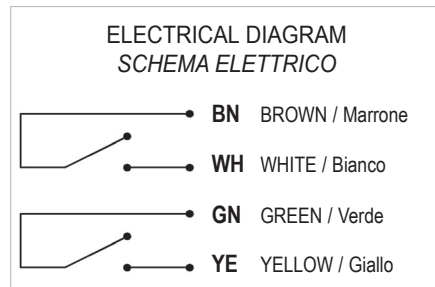 ELECTRICAL DIAGRAM
SCHEMA ELETTRICO
BN BROWN / Marrone
WH WHITE / Bianco
GN GREEN / Verde
YE YELLOW / Giallo